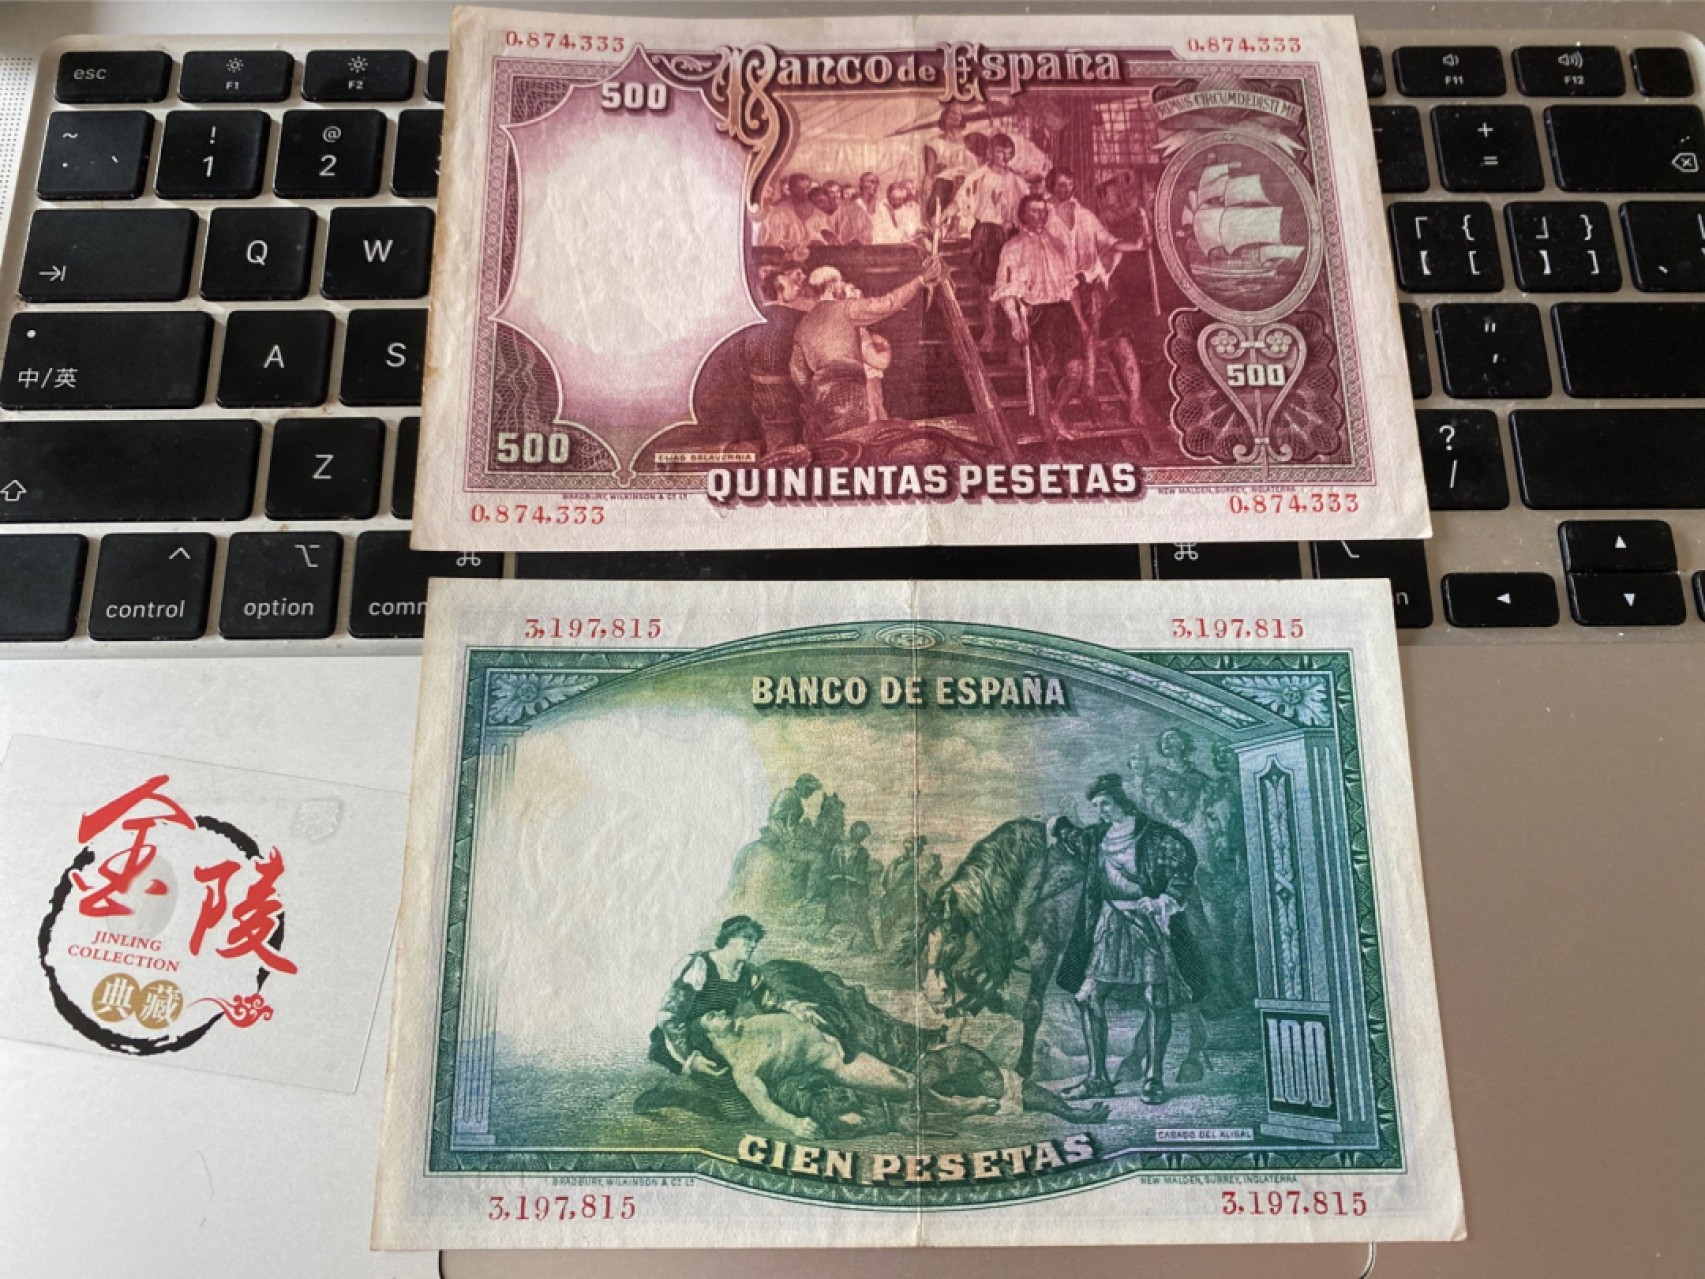 0,874,333
0,874,333
Banco de España
500
PRIMUS CIRCUMDEDISTI ME
500
500
ELIAS SALAVERRIA
QUINIENTAS PESETAS
BRADBURY, WILKINSON & Cº Lᵈ
NEW MALDEN, SURREY, INGLATERRA
0,874,333
0,874,333
3,197,815
3,197,815
BANCO DE ESPAÑA
100
CASADO DEL ALISAL
CIEN PESETAS
BRADBURY, WILKINSON & Cº Lᵈ
NEW MALDEN, SURREY, INGLATERRA
3,197,815
3,197,815
金陵
JINLING
COLLECTION
典藏
esc
F1
F2
F11
F12
~
·
!
1
@
2
+
=
Q
W
「 {
【 [
」 }
】 ]
中/英
A
S
"
'
Z
?
/
control
option
comm